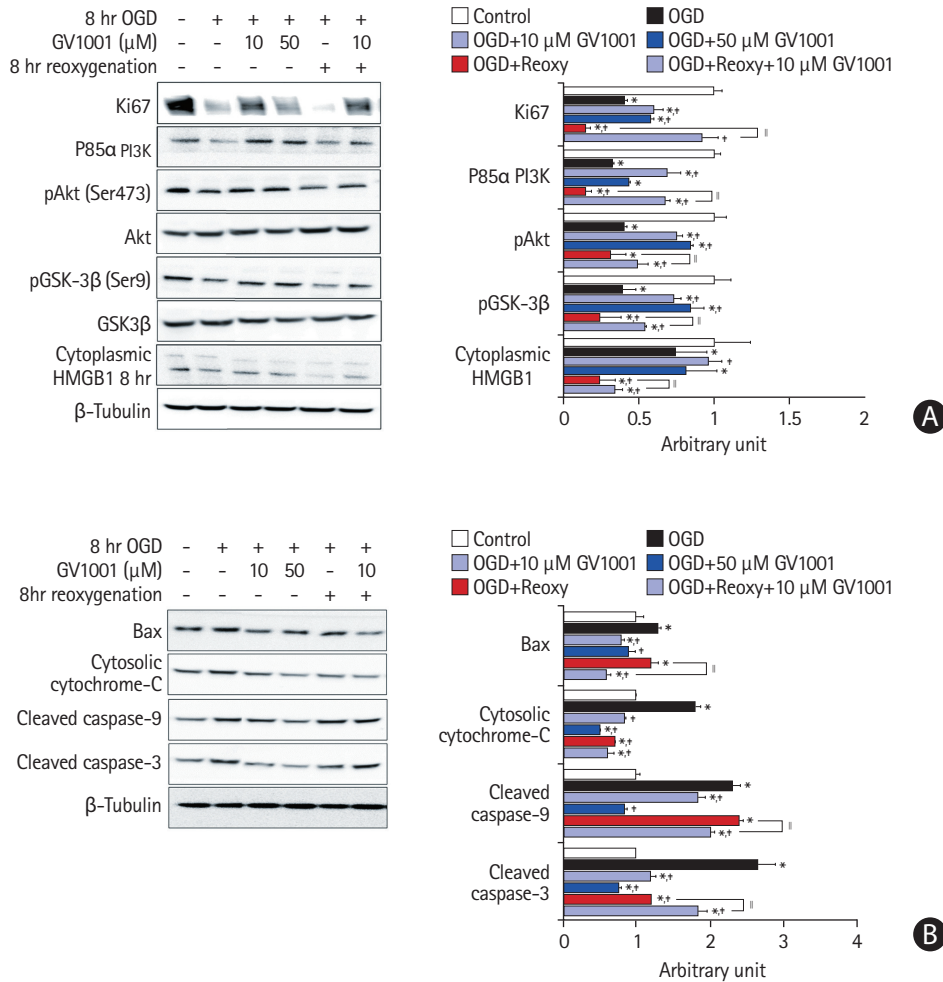 8 hr OGD - + + + + +
GV1001 (µM) - - 10 50 - 10
8 hr reoxygenation - - - - + +
Ki67
P85α PI3K
pAkt (Ser473)
Akt
pGSK-3β (Ser9)
GSK3β
Cytoplasmic
HMGB1 8 hr
β-Tubulin
Control OGD
OGD+10 µM GV1001 OGD+50 µM GV1001
OGD+Reoxy OGD+Reoxy+10 µM GV1001
Ki67
*
*,†
*,†
*,† ||
†
P85α PI3K
*
*,†
*
*,† ||
*,†
pAkt
*
*,†
*,†
* ||
*,†
pGSK-3β
*
*,†
*,†
*,† ||
*,†
Cytoplasmic
HMGB1
*
†
*
*,† ||
*,†
0 0.5 1 1.5 2
Arbitrary unit
A
8 hr OGD - + + + + +
GV1001 (µM) - - 10 50 - 10
8hr reoxygenation - - - - + +
Bax
Cytosolic
cytochrome-C
Cleaved caspase-9
Cleaved caspase-3
β-Tubulin
Control OGD
OGD+10 µM GV1001 OGD+50 µM GV1001
OGD+Reoxy OGD+Reoxy+10 µM GV1001
Bax
*
*,†
†
* ||
*,†
Cytosolic
cytochrome-C
*
†
*,†
*,†
*,†
Cleaved
caspase-9
*
*,†
†
* ||
*,†
Cleaved
caspase-3
*
*,†
*,†
*,† ||
*,†
0 1 2 3 4
Arbitrary unit
B